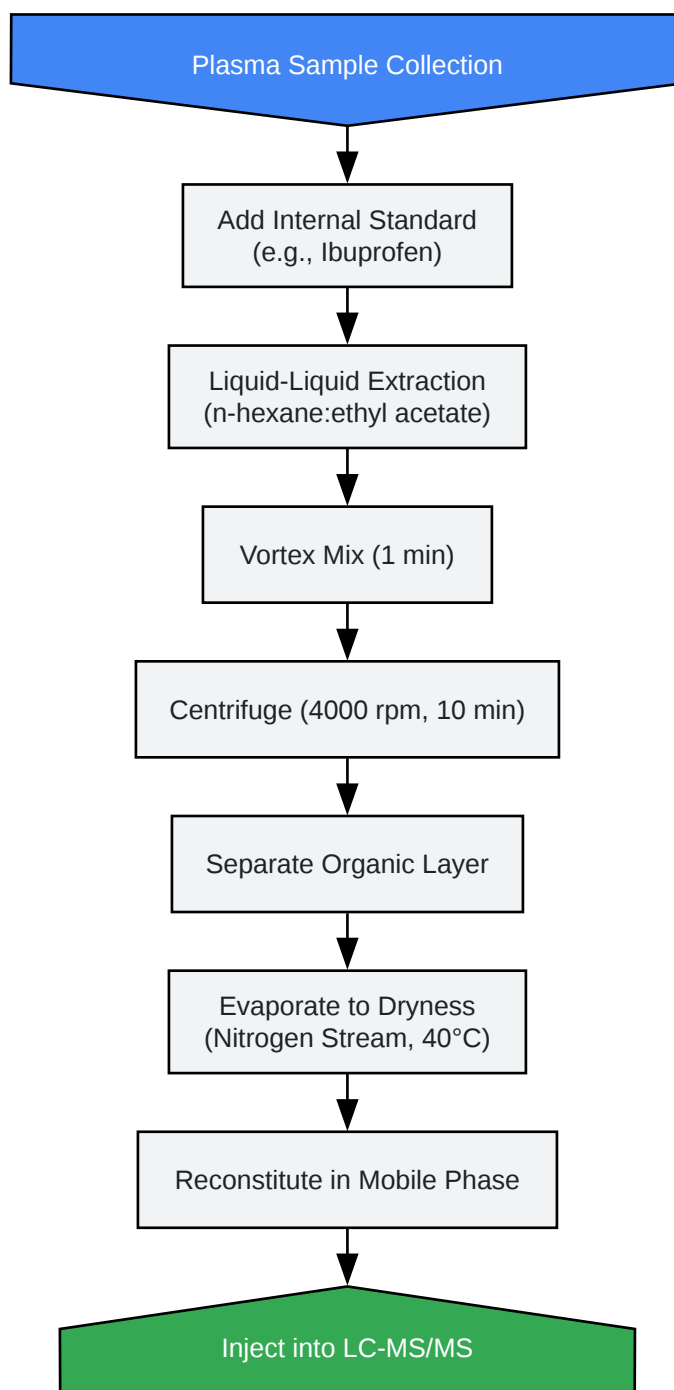 Plasma Sample Collection
Add Internal Standard
(e.g., Ibuprofen)
Liquid-Liquid Extraction
(n-hexane:ethyl acetate)
Vortex Mix (1 min)
Centrifuge (4000 rpm, 10 min)
Separate Organic Layer
Evaporate to Dryness
(Nitrogen Stream, 40°C)
Reconstitute in Mobile Phase
Inject into LC-MS/MS